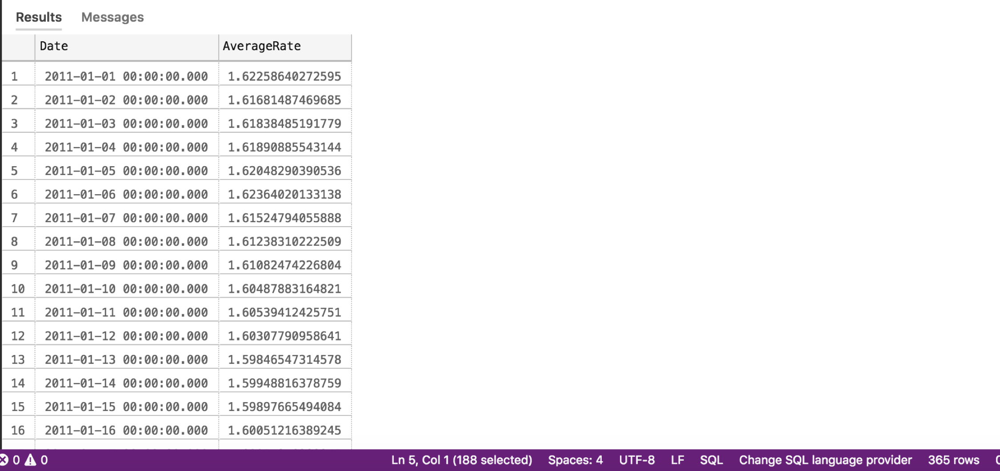 Results Messages
Date AverageRate
1 2011-01-01 00:00:00.000 1.62258640272595
2 2011-01-02 00:00:00.000 1.61681487469685
3 2011-01-03 00:00:00.000 1.61838485191779
4 2011-01-04 00:00:00.000 1.61890885543144
5 2011-01-05 00:00:00.000 1.62048290390536
6 2011-01-06 00:00:00.000 1.62364020133138
7 2011-01-07 00:00:00.000 1.61524794055888
8 2011-01-08 00:00:00.000 1.61238310222509
9 2011-01-09 00:00:00.000 1.61082474226804
10 2011-01-10 00:00:00.000 1.60487883164821
11 2011-01-11 00:00:00.000 1.60539412425751
12 2011-01-12 00:00:00.000 1.60307790958641
13 2011-01-13 00:00:00.000 1.59846547314578
14 2011-01-14 00:00:00.000 1.59948816378759
15 2011-01-15 00:00:00.000 1.59897665494084
16 2011-01-16 00:00:00.000 1.60051216389245
0 0 Ln 5, Col 1 (188 selected) Spaces: 4 UTF-8 LF SQL Change SQL language provider 365 rows